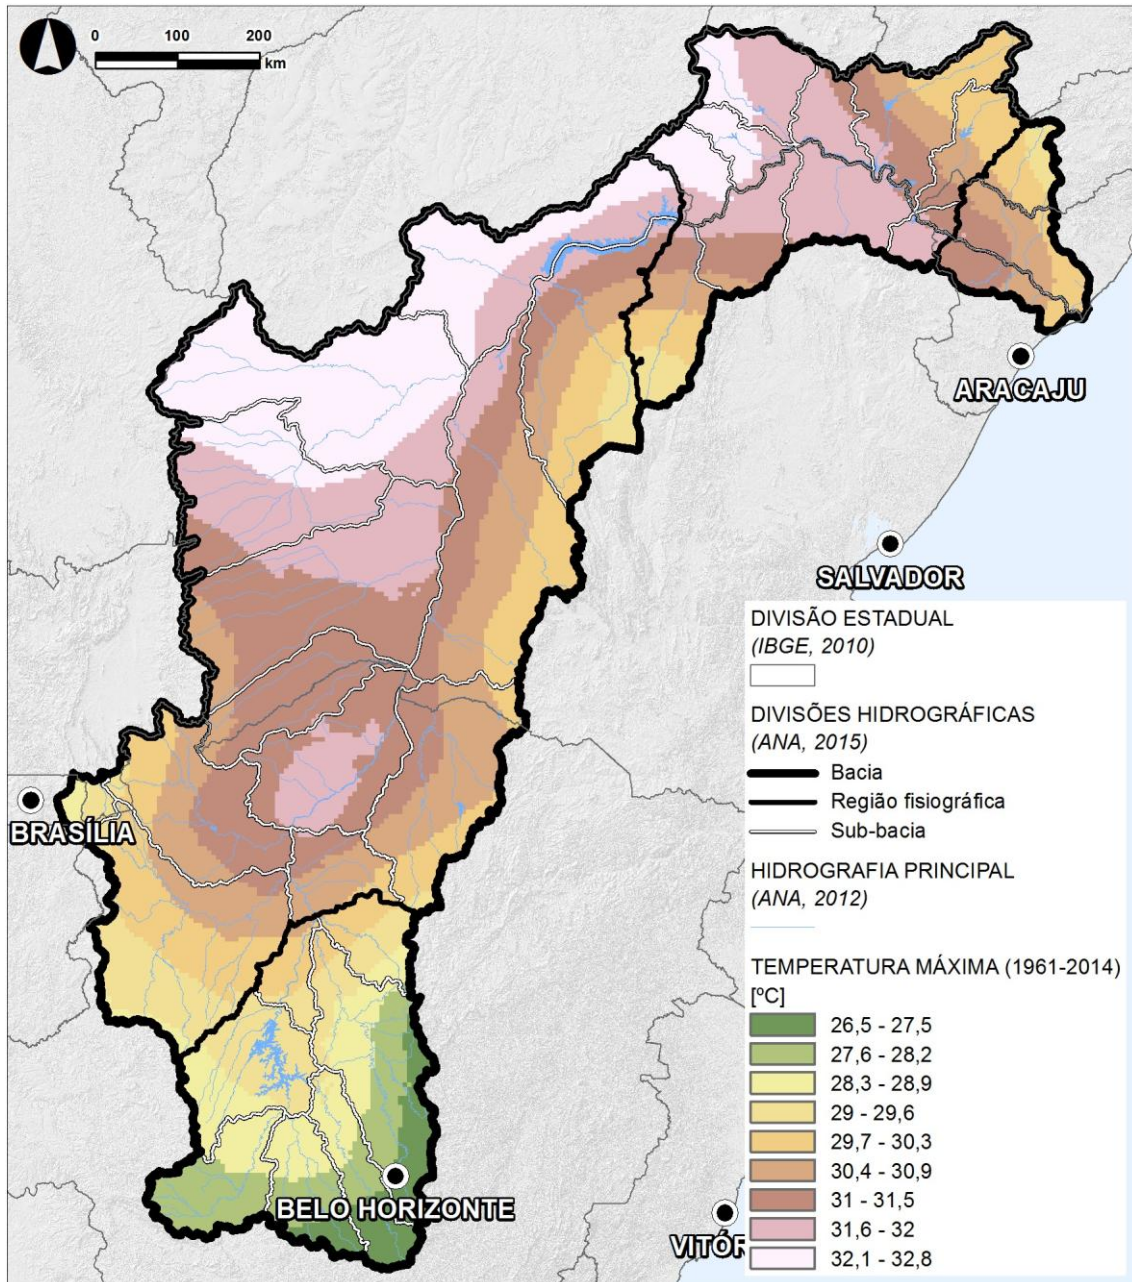 0 100 200
km
ARACAJU
SALVADOR
BRASÍLIA
BELO HORIZONTE
VITÓR
DIVISÃO ESTADUAL
(IBGE, 2010)
DIVISÕES HIDROGRÁFICAS
(ANA, 2015)
Bacia
Região fisiográfica
Sub-bacia
HIDROGRAFIA PRINCIPAL
(ANA, 2012)
TEMPERATURA MÁXIMA (1961-2014)
[ºC]
26,5 - 27,5
27,6 - 28,2
28,3 - 28,9
29 - 29,6
29,7 - 30,3
30,4 - 30,9
31 - 31,5
31,6 - 32
32,1 - 32,8